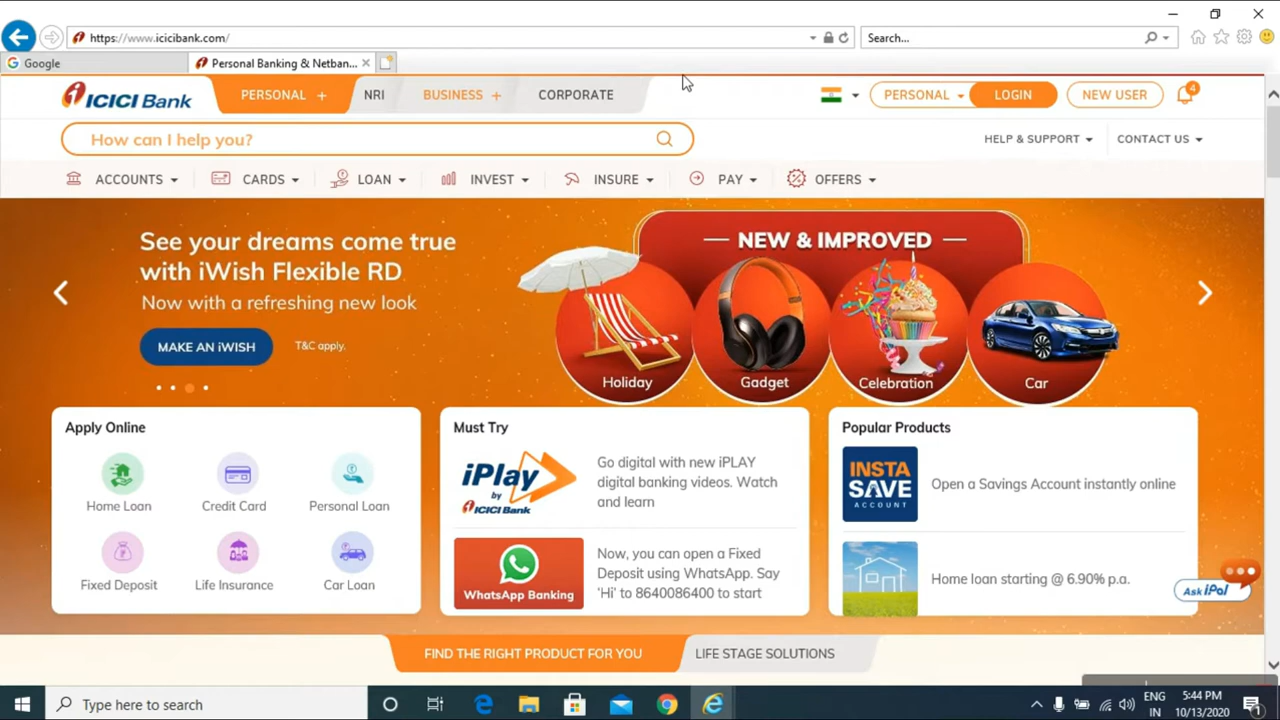 https://www.icicibank.com/
Search...
Google
Personal Banking & Netban...
ICICI Bank
PERSONAL +
NRI
BUSINESS +
CORPORATE
PERSONAL
LOGIN
NEW USER
4
How can I help you?
HELP & SUPPORT
CONTACT US
ACCOUNTS
CARDS
LOAN
INVEST
INSURE
PAY
OFFERS
See your dreams come true
with iWish Flexible RD
Now with a refreshing new look
MAKE AN iWISH
T&C apply.
NEW & IMPROVED
Holiday
Gadget
Celebration
Car
Apply Online
Home Loan
Credit Card
Personal Loan
Fixed Deposit
Life Insurance
Car Loan
Must Try
iPlay
by ICICI Bank
Go digital with new iPLAY
digital banking videos. Watch
and learn
WhatsApp Banking
Now, you can open a Fixed
Deposit using WhatsApp. Say
'Hi' to 8640086400 to start
Popular Products
INSTA
SAVE
ACCOUNT
Open a Savings Account instantly online
Home loan starting @ 6.90% p.a.
Ask iPal
FIND THE RIGHT PRODUCT FOR YOU
LIFE STAGE SOLUTIONS
Type here to search
ENG
IN
5:44 PM
10/13/2020
1